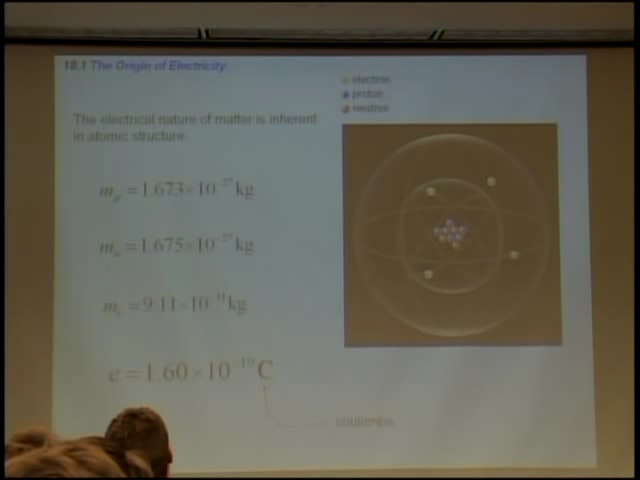 18.1 The Origin of Electricity
electron
proton
neutron
The electrical nature of matter is inherent
in atomic structure.
m_p = 1.673×10⁻²⁷ kg
m_n = 1.675×10⁻²⁷ kg
m_e = 9.11×10⁻³¹ kg
e = 1.60×10⁻¹⁹ C
coulombs